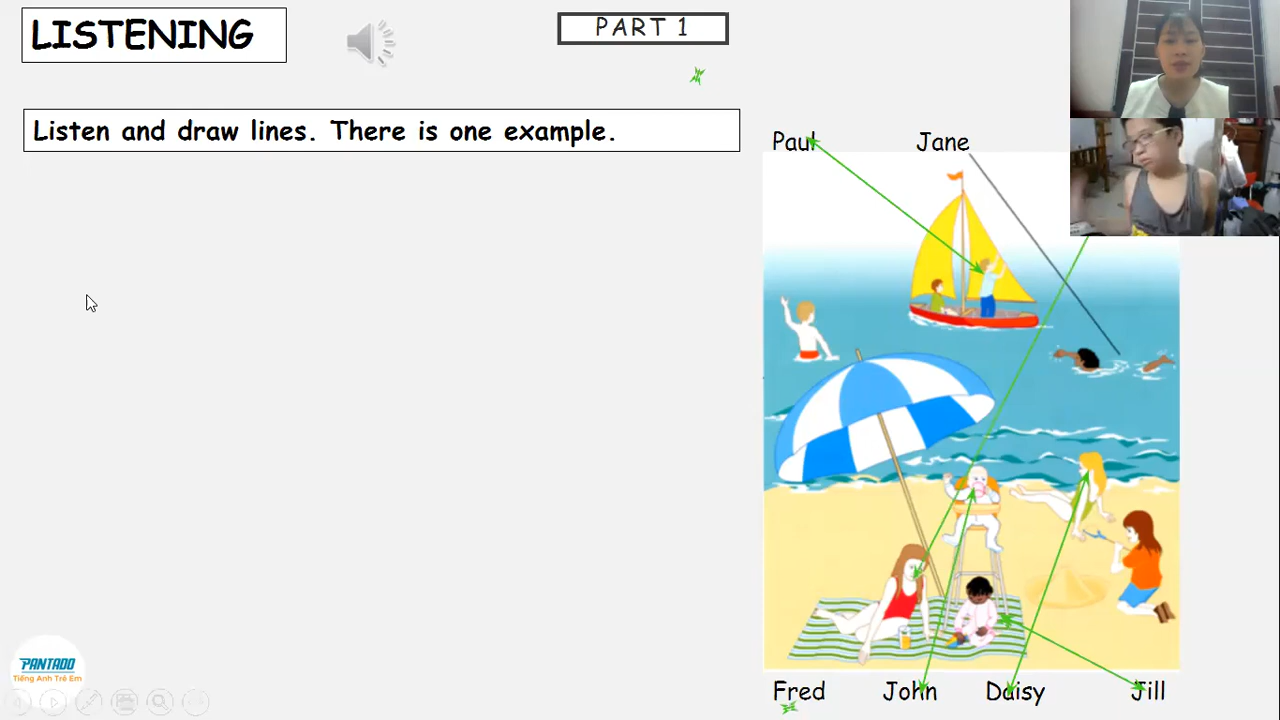 LISTENING
PART 1
Listen and draw lines. There is one example.
Paul Jane
Fred John Daisy Jill
PANTADO
Tiếng Anh Trẻ Em